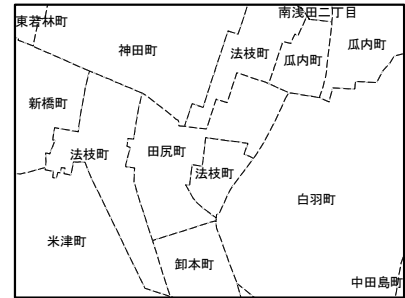 南浅田二丁目
東若林町
神田町
法枝町
瓜内町
瓜内町
新橋町
法枝町
田尻町
法枝町
白羽町
米津町
卸本町
中田島町